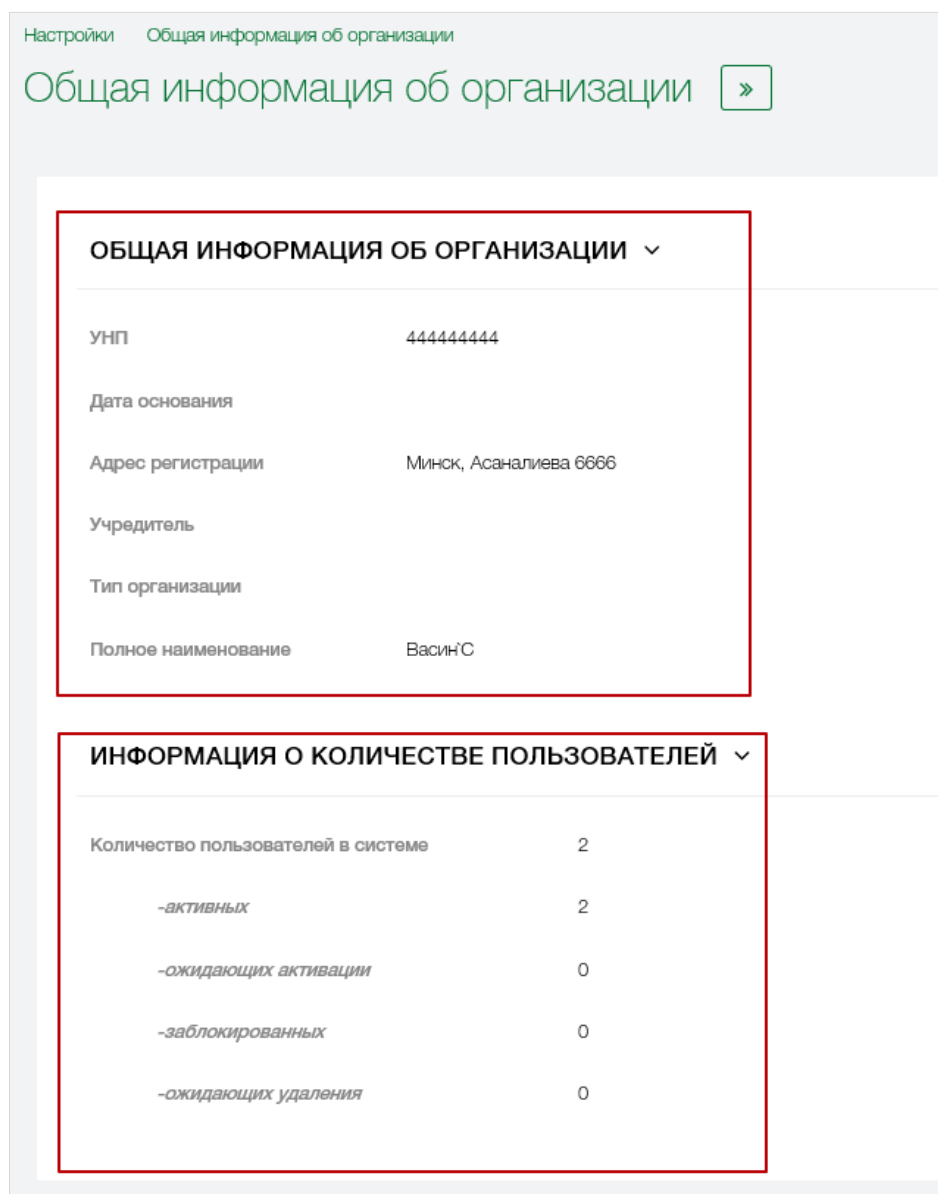 Настройки Общая информация об организации
Общая информация об организации »
ОБЩАЯ ИНФОРМАЦИЯ ОБ ОРГАНИЗАЦИИ
УНП 444444444
Дата основания
Адрес регистрации Минск, Асаналиева 6666
Учредитель
Тип организации
Полное наименование Васин`С
ИНФОРМАЦИЯ О КОЛИЧЕСТВЕ ПОЛЬЗОВАТЕЛЕЙ
Количество пользователей в системе 2
-активных 2
-ожидающих активации 0
-заблокированных 0
-ожидающих удаления 0